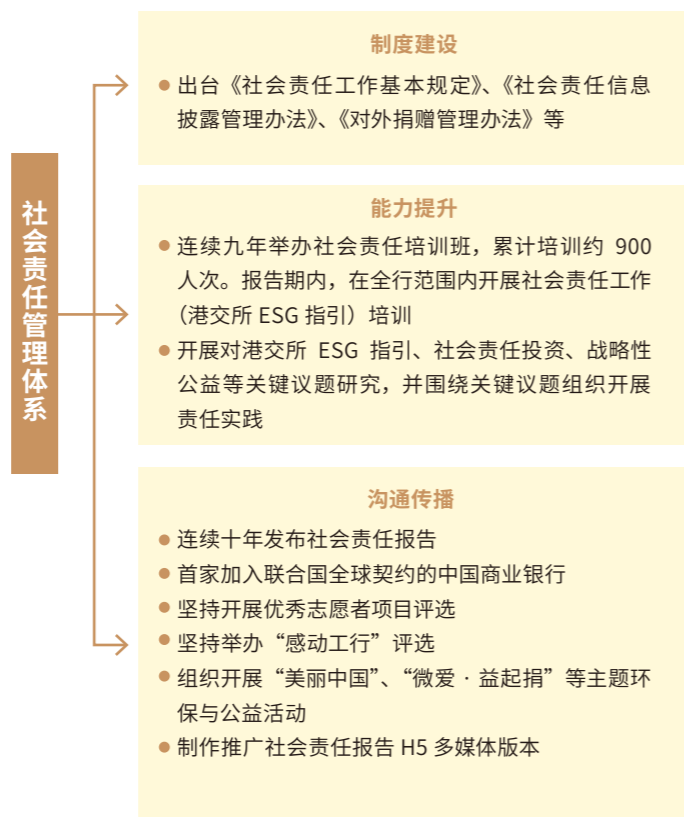 社会责任管理体系
制度建设
出台《社会责任工作基本规定》、《社会责任信息
披露管理办法》、《对外捐赠管理办法》等
能力提升
连续九年举办社会责任培训班，累计培训约 900
人次。报告期内，在全行范围内开展社会责任工作
（港交所 ESG 指引）培训
开展对港交所 ESG 指引、社会责任投资、战略性
公益等关键议题研究，并围绕关键议题组织开展
责任实践
沟通传播
连续十年发布社会责任报告
首家加入联合国全球契约的中国商业银行
坚持开展优秀志愿者项目评选
坚持举办“感动工行”评选
组织开展“美丽中国”、“微爱 · 益起捐”等主题环
保与公益活动
制作推广社会责任报告 H5 多媒体版本